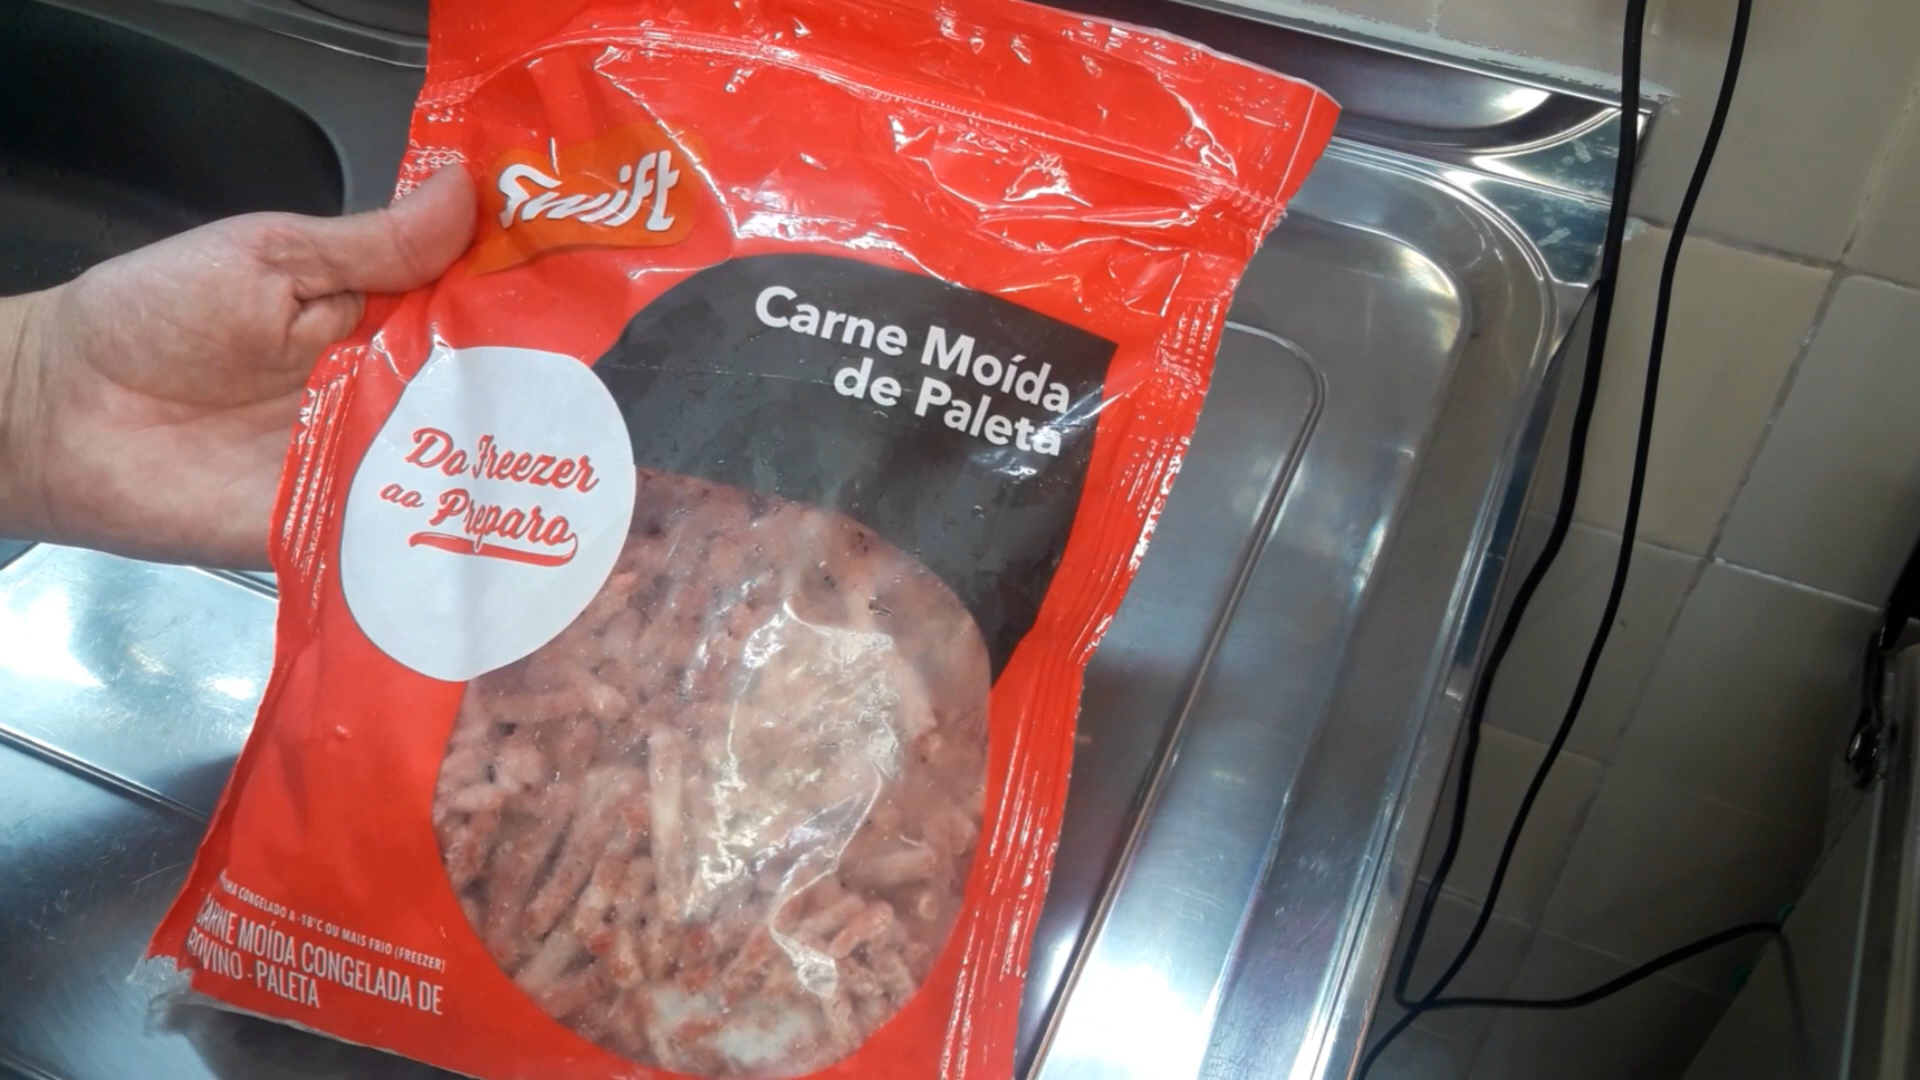 Swift
Carne Moída
de Paleta
Do Freezer
ao Preparo
CONGELADO A -18°C OU MAIS FRIO (FREEZER)
CARNE MOÍDA CONGELADA DE
BOVINO - PALETA